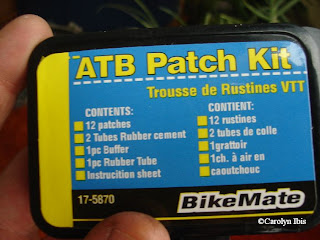 ATB Patch Kit
Trousse de Rustines VTT
CONTENTS:
12 patches
2 Tubes Rubber cement
1pc Buffer
1pc Rubber Tube
Instrucition sheet
CONTIENT:
12 rustines
2 tubes de colle
1grattoir
1ch. à air en
caoutchouc
17-5870
BikeMate
©Carolyn Ibis